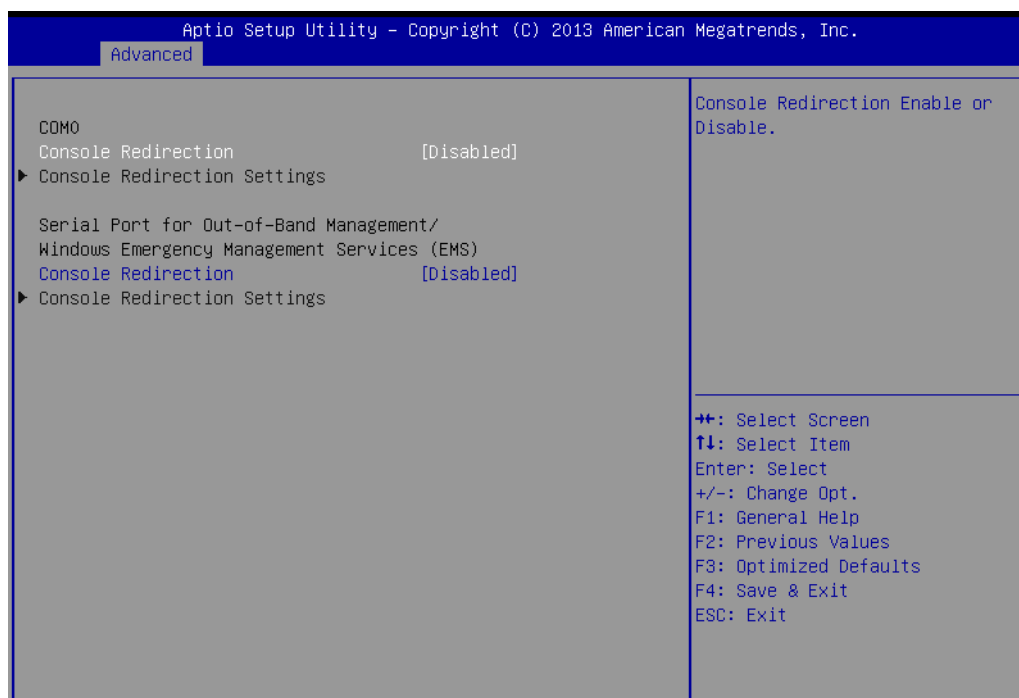 Aptio Setup Utility – Copyright (C) 2013 American Megatrends, Inc.
Advanced
COM0
Console Redirection [Disabled]
▶ Console Redirection Settings
Serial Port for Out-of-Band Management/
Windows Emergency Management Services (EMS)
Console Redirection [Disabled]
▶ Console Redirection Settings
Console Redirection Enable or
Disable.
→←: Select Screen
↑↓: Select Item
Enter: Select
+/-: Change Opt.
F1: General Help
F2: Previous Values
F3: Optimized Defaults
F4: Save & Exit
ESC: Exit